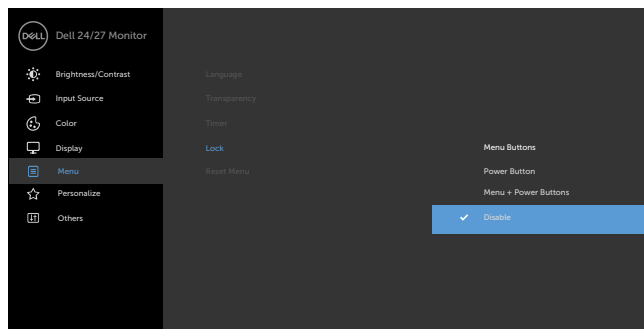 DELL Dell 24/27 Monitor
Brightness/Contrast
Input Source
Color
Display
Menu
Personalize
Others
Language
Transparency
Timer
Lock
Reset Menu
Menu Buttons
Power Button
Menu + Power Buttons
Disable